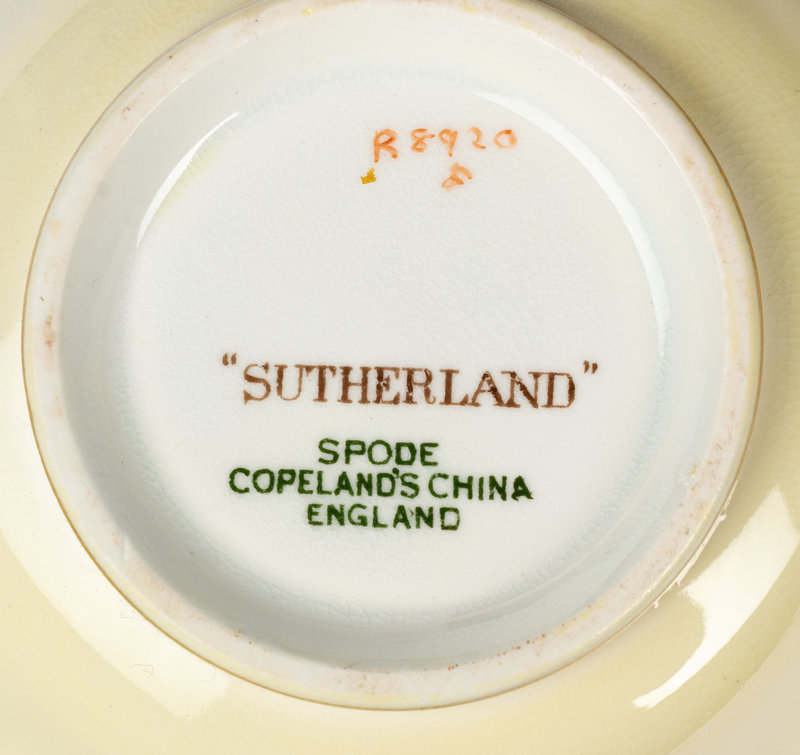 R8920
"SUTHERLAND"
SPODE
COPELAND'S CHINA
ENGLAND